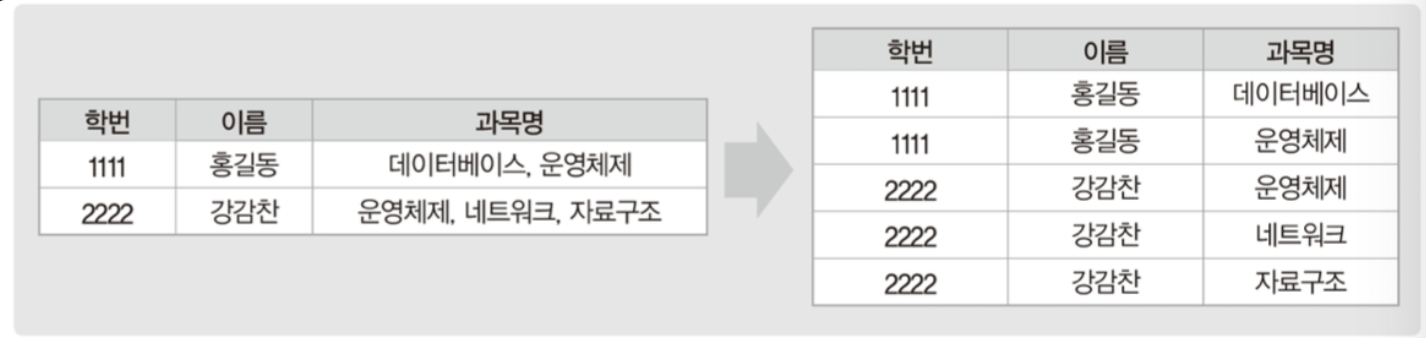 학번 이름 과목명
1111 홍길동 데이터베이스, 운영체제
2222 강감찬 운영체제, 네트워크, 자료구조
학번 이름 과목명
1111 홍길동 데이터베이스
1111 홍길동 운영체제
2222 강감찬 운영체제
2222 강감찬 네트워크
2222 강감찬 자료구조